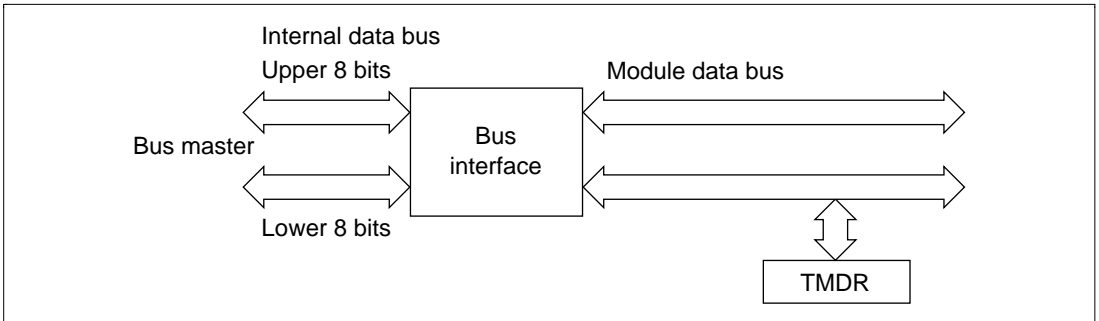 Internal data bus
Upper 8 bits
Module data bus
Bus master
Bus
interface
Lower 8 bits
TMDR